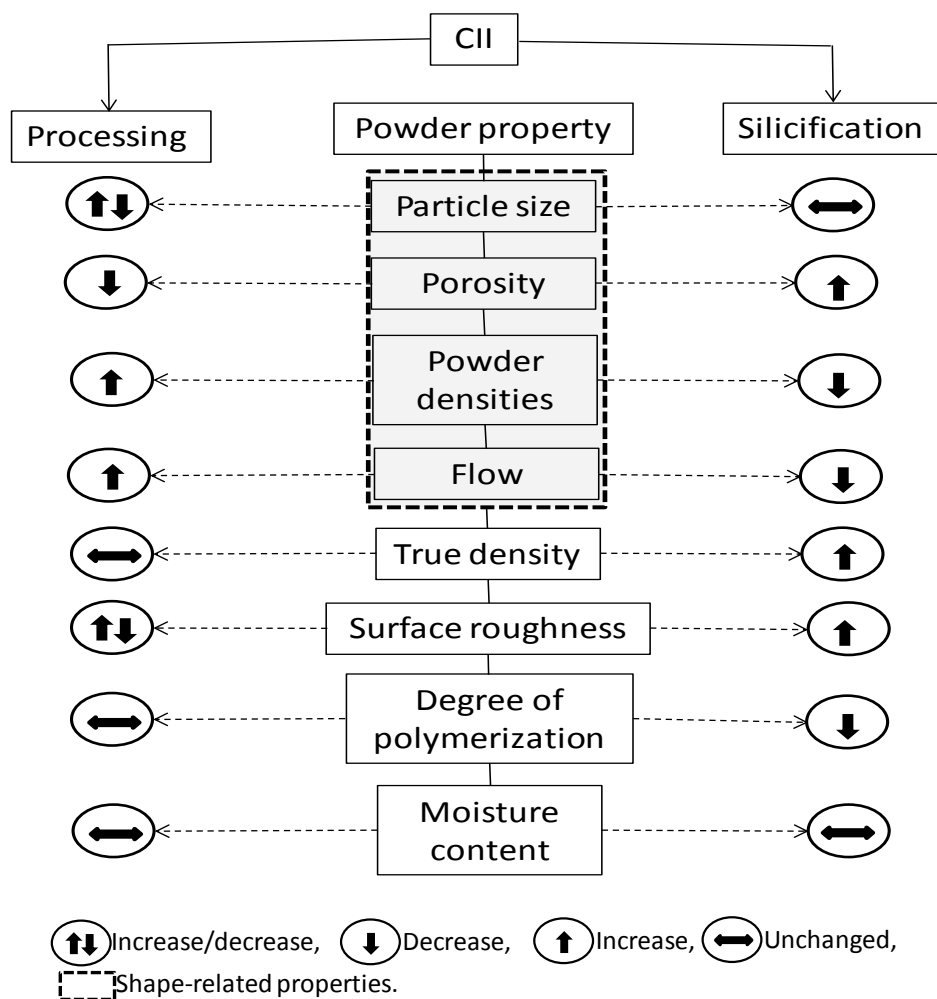 CII
Processing
Powder property
Silicification
Particle size
Porosity
Powder
densities
Flow
True density
Surface roughness
Degree of
polymerization
Moisture
content
Increase/decrease, Decrease, Increase, Unchanged,
Shape-related properties.